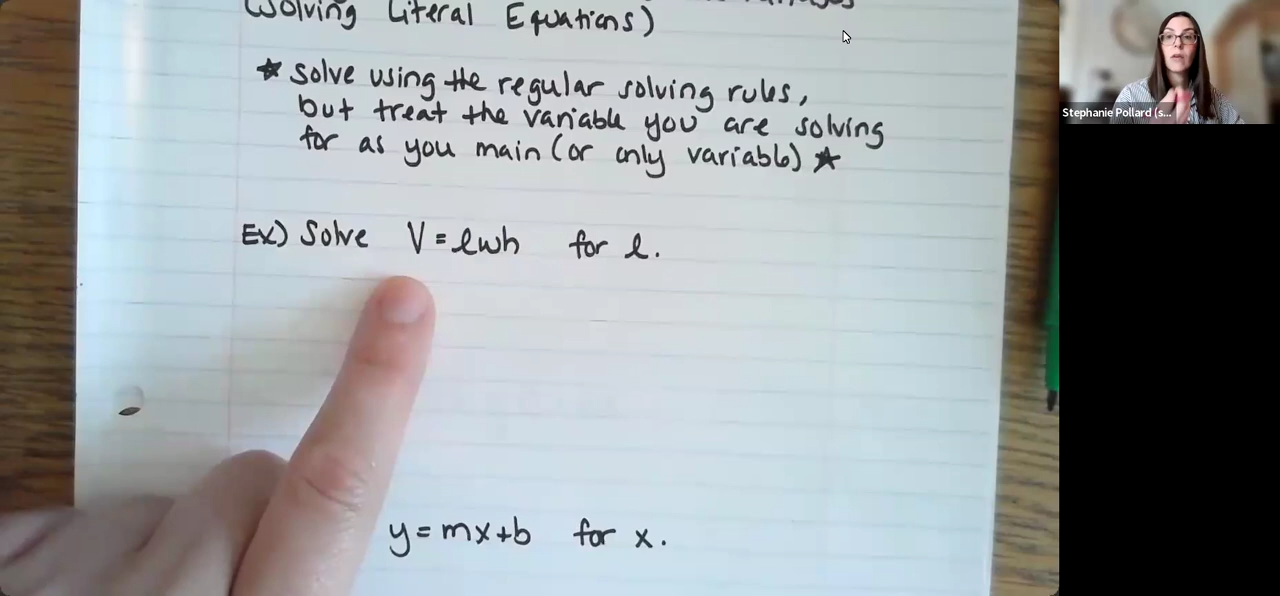 (Solving Literal Equations)
★ solve using the regular solving rules,
but treat the variable you are solving
for as you main (or only variable) ★
Stephanie Pollard (s...
Ex) Solve V = lwh for l.
y = mx + b for x.